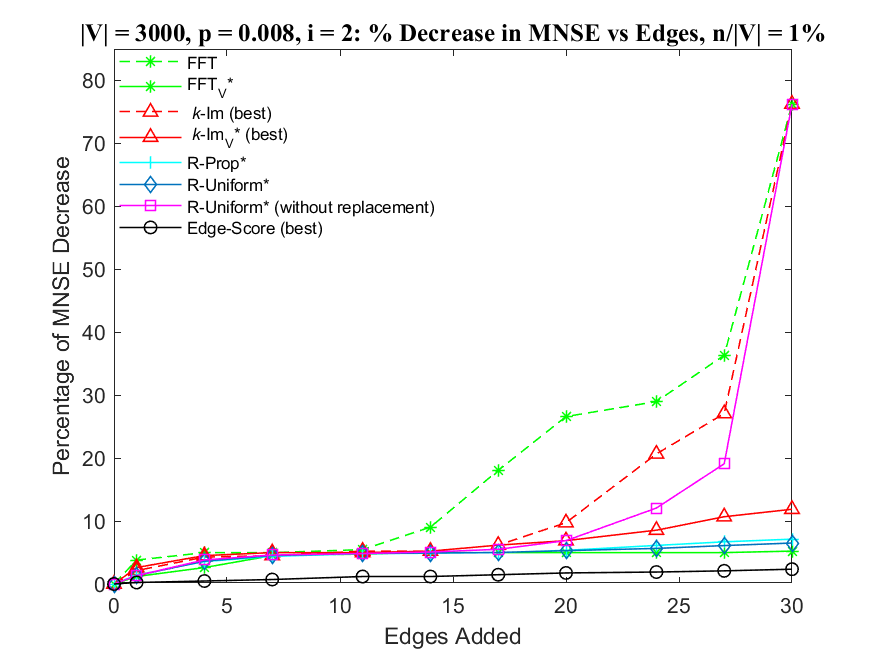 |V| = 3000, p = 0.008, i = 2: % Decrease in MNSE vs Edges, n/|V| = 1%
FFT
FFT_V*
k-Im (best)
k-Im_V* (best)
R-Prop*
R-Uniform*
R-Uniform* (without replacement)
Edge-Score (best)
Percentage of MNSE Decrease
80
70
60
50
40
30
20
10
0
0 5 10 15 20 25 30
Edges Added